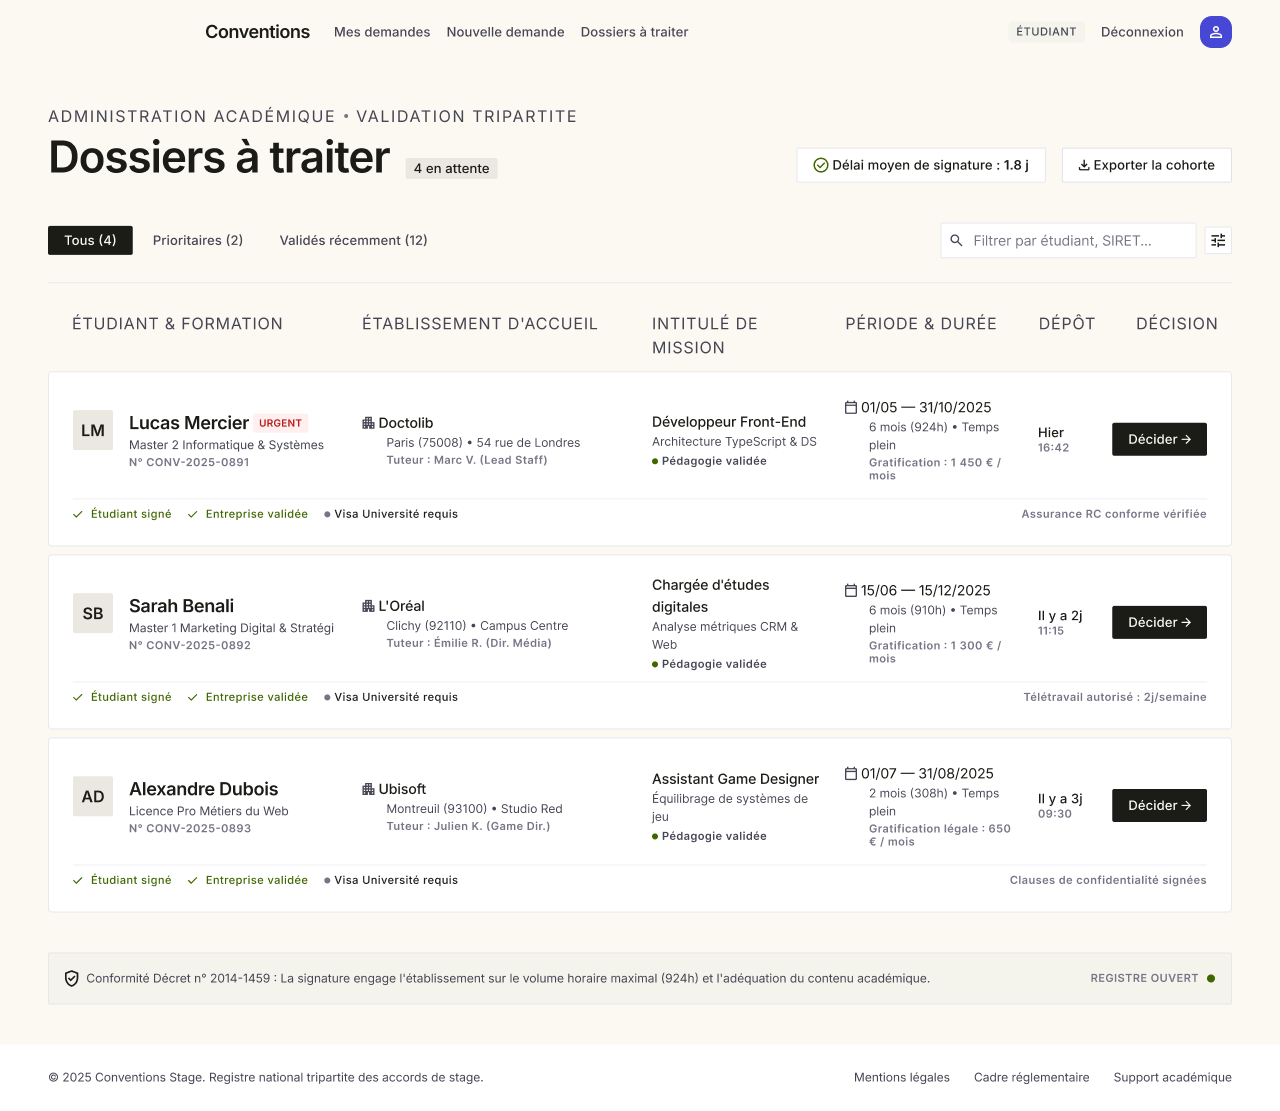 Conventions
Mes demandes
Nouvelle demande
Dossiers à traiter
ÉTUDIANT
Déconnexion
ADMINISTRATION ACADÉMIQUE • VALIDATION TRIPARTITE
Dossiers à traiter
4 en attente
Délai moyen de signature : 1.8 j
Exporter la cohorte
Tous (4)
Prioritaires (2)
Validés récemment (12)
Filtrer par étudiant, SIRET...
ÉTUDIANT & FORMATION
ÉTABLISSEMENT D'ACCUEIL
INTITULÉ DE
MISSION
PÉRIODE & DURÉE
DÉPÔT
DÉCISION
LM
Lucas Mercier
URGENT
Master 2 Informatique & Systèmes
N° CONV-2025-0891
Doctolib
Paris (75008) • 54 rue de Londres
Tuteur : Marc V. (Lead Staff)
Développeur Front-End
Architecture TypeScript & DS
Pédagogie validée
01/05 — 31/10/2025
6 mois (924h) • Temps
plein
Gratification : 1 450 € /
mois
Hier
16:42
Décider →
Étudiant signé
Entreprise validée
Visa Université requis
Assurance RC conforme vérifiée
SB
Sarah Benali
Master 1 Marketing Digital & Stratégi
N° CONV-2025-0892
L'Oréal
Clichy (92110) • Campus Centre
Tuteur : Émilie R. (Dir. Média)
Chargée d'études
digitales
Analyse métriques CRM &
Web
Pédagogie validée
15/06 — 15/12/2025
6 mois (910h) • Temps
plein
Gratification : 1 300 € /
mois
Il y a 2j
11:15
Décider →
Étudiant signé
Entreprise validée
Visa Université requis
Télétravail autorisé : 2j/semaine
AD
Alexandre Dubois
Licence Pro Métiers du Web
N° CONV-2025-0893
Ubisoft
Montreuil (93100) • Studio Red
Tuteur : Julien K. (Game Dir.)
Assistant Game Designer
Équilibrage de systèmes de
jeu
Pédagogie validée
01/07 — 31/08/2025
2 mois (308h) • Temps
plein
Gratification légale : 650
€ / mois
Il y a 3j
09:30
Décider →
Étudiant signé
Entreprise validée
Visa Université requis
Clauses de confidentialité signées
Conformité Décret n° 2014-1459 : La signature engage l'établissement sur le volume horaire maximal (924h) et l'adéquation du contenu académique.
REGISTRE OUVERT
© 2025 Conventions Stage. Registre national tripartite des accords de stage.
Mentions légales
Cadre réglementaire
Support académique